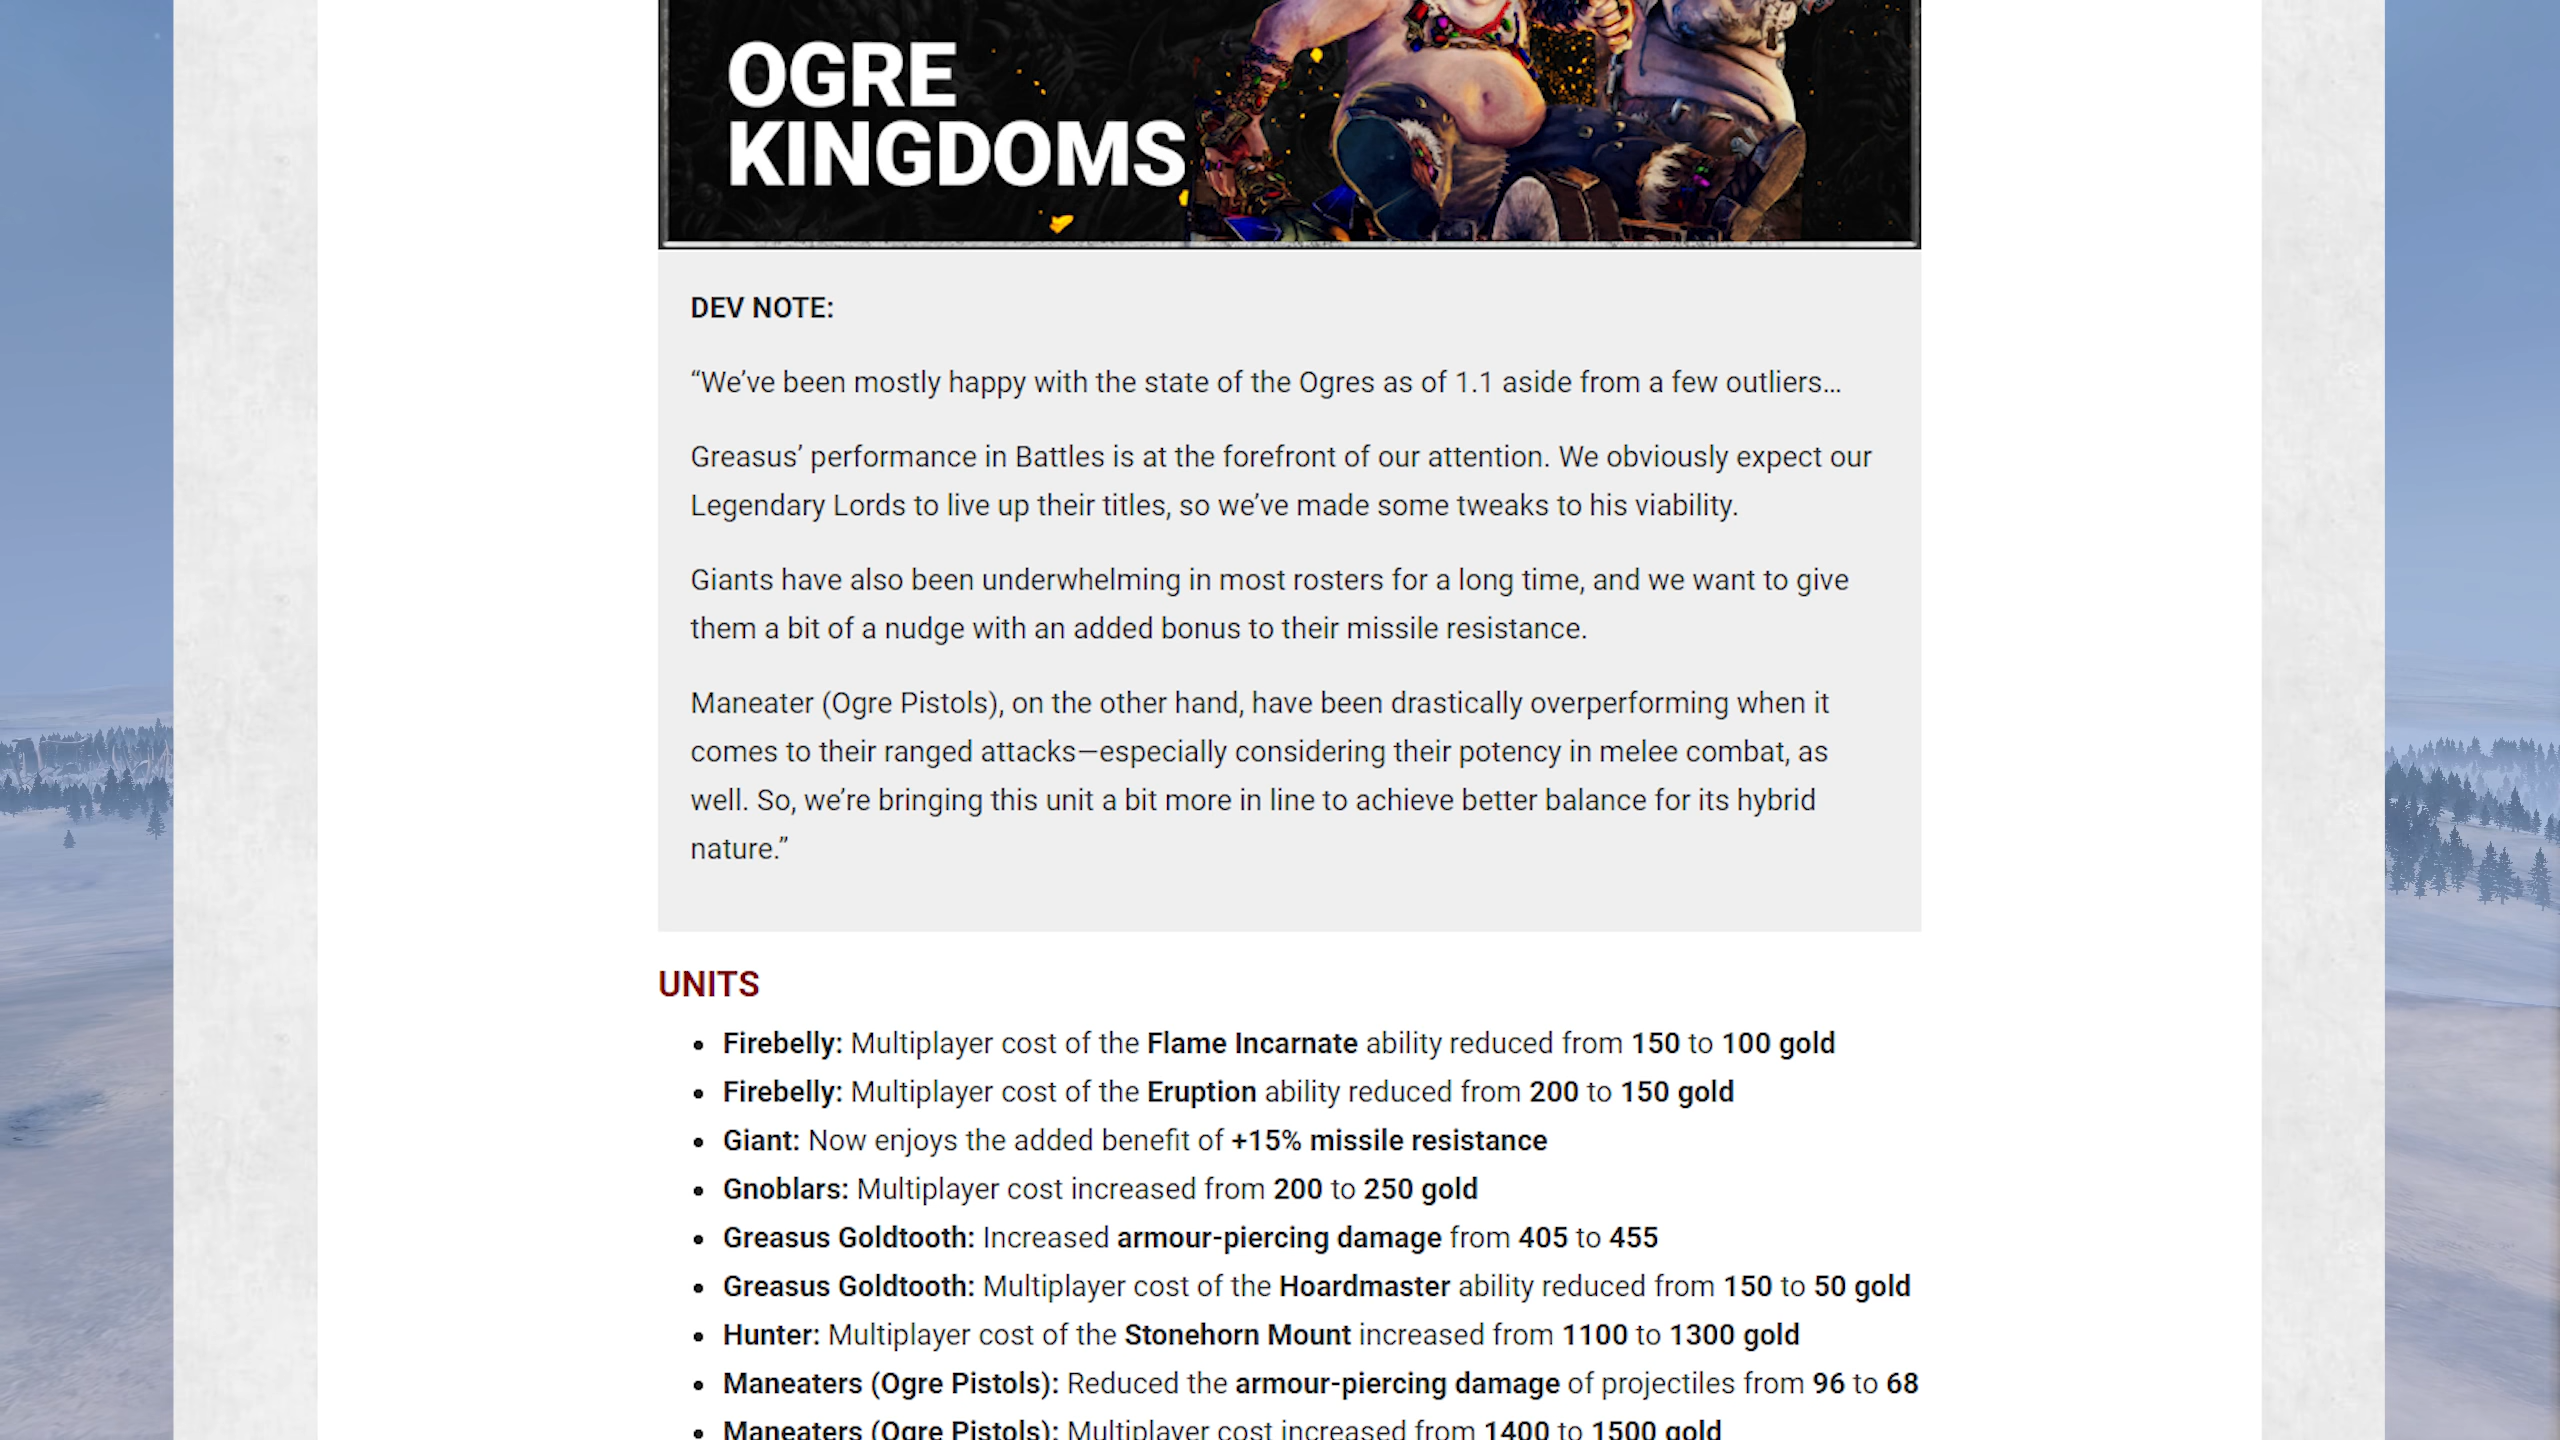 OGRE
KINGDOMS
DEV NOTE:
“We’ve been mostly happy with the state of the Ogres as of 1.1 aside from a few outliers…
Greasus’ performance in Battles is at the forefront of our attention. We obviously expect our
Legendary Lords to live up their titles, so we’ve made some tweaks to his viability.
Giants have also been underwhelming in most rosters for a long time, and we want to give
them a bit of a nudge with an added bonus to their missile resistance.
Maneater (Ogre Pistols), on the other hand, have been drastically overperforming when it
comes to their ranged attacks—especially considering their potency in melee combat, as
well. So, we’re bringing this unit a bit more in line to achieve better balance for its hybrid
nature.”
UNITS
• Firebelly: Multiplayer cost of the Flame Incarnate ability reduced from 150 to 100 gold
• Firebelly: Multiplayer cost of the Eruption ability reduced from 200 to 150 gold
• Giant: Now enjoys the added benefit of +15% missile resistance
• Gnoblars: Multiplayer cost increased from 200 to 250 gold
• Greasus Goldtooth: Increased armour-piercing damage from 405 to 455
• Greasus Goldtooth: Multiplayer cost of the Hoardmaster ability reduced from 150 to 50 gold
• Hunter: Multiplayer cost of the Stonehorn Mount increased from 1100 to 1300 gold
• Maneaters (Ogre Pistols): Reduced the armour-piercing damage of projectiles from 96 to 68
• Maneaters (Ogre Pistols): Multiplayer cost increased from 1400 to 1500 gold